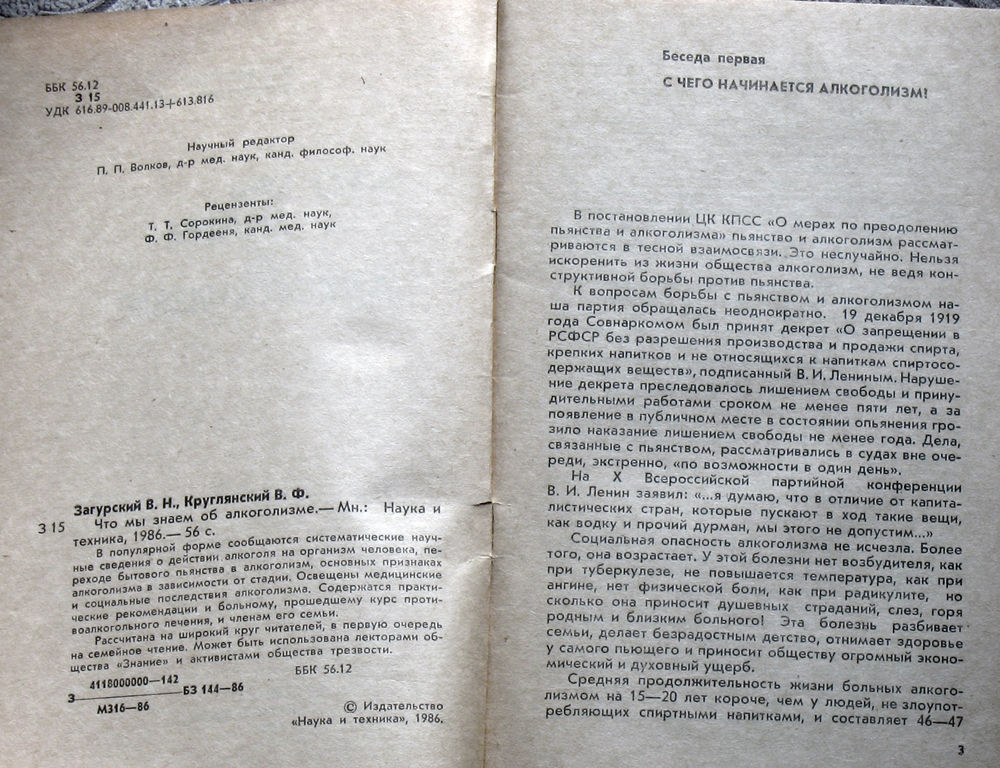 ББК 56.12
З 15
УДК 616.89-008.441.13+613.816
Научный редактор
П. П. Волков, д-р мед. наук, канд. философ. наук
Рецензенты:
Т. Т. Сорокина, д-р мед. наук,
Ф. Ф. Гордееня, канд. мед. наук
Загурский В. Н., Круглянский В. Ф.
З 15 Что мы знаем об алкоголизме.— Мн.: Наука и
техника, 1986.— 56 с.
В популярной форме сообщаются систематические науч-
ные сведения о действии алкоголя на организм человека, пе-
реходе бытового пьянства в алкоголизм, основных признаках
алкоголизма в зависимости от стадии. Освещены медицинские
и социальные последствия алкоголизма. Содержатся практи-
ческие рекомендации и больному, прошедшему курс проти-
воалкогольного лечения, и членам его семьи.
Рассчитана на широкий круг читателей, в первую очередь
на семейное чтение. Может быть использована лекторами об-
щества «Знание» и активистами общества трезвости.
4118000000—142
З БЗ 144—86
М316—86
ББК 56.12
© Издательство
«Наука и техника», 1986.
Беседа первая
С ЧЕГО НАЧИНАЕТСЯ АЛКОГОЛИЗМ?
В постановлении ЦК КПСС «О мерах по преодолению
пьянства и алкоголизма» пьянство и алкоголизм рассмат-
риваются в тесной взаимосвязи. Это неслучайно. Нельзя
искоренить из жизни общества алкоголизм, не ведя кон-
структивной борьбы против пьянства.
К вопросам борьбы с пьянством и алкоголизмом на-
ша партия обращалась неоднократно. 19 декабря 1919
года Совнаркомом был принят декрет «О запрещении в
РСФСР без разрешения производства и продажи спирта,
крепких напитков и не относящихся к напиткам спиртосо-
держащих веществ», подписанный В. И. Лениным. Наруше-
ние декрета преследовалось лишением свободы и прину-
дительными работами сроком не менее пяти лет, а за
появление в публичном месте в состоянии опьянения гро-
зило наказание лишением свободы не менее года. Дела,
связанные с пьянством, рассматривались в судах вне оче-
реди, экстренно, «по возможности в один день».
На X Всероссийской партийной конференции
В. И. Ленин заявил: «...я думаю, что в отличие от капита-
листических стран, которые пускают в ход такие вещи,
как водку и прочий дурман, мы этого не допустим...»
Социальная опасность алкоголизма не исчезла. Более
того, она возрастает. У этой болезни нет возбудителя, как
при туберкулезе, не повышается температура, как при
ангине, нет физической боли, как при радикулите, но
сколько она приносит душевных страданий, слез, горя
родным и близким больного! Эта болезнь разбивает
семьи, делает безрадостным детство, отнимает здоровье
у самого пьющего и приносит обществу огромный эконо-
мический и духовный ущерб.
Средняя продолжительность жизни больных алкого-
лизмом на 15—20 лет короче, чем у людей, не злоупот-
ребляющих спиртными напитками, и составляет 46—47
3